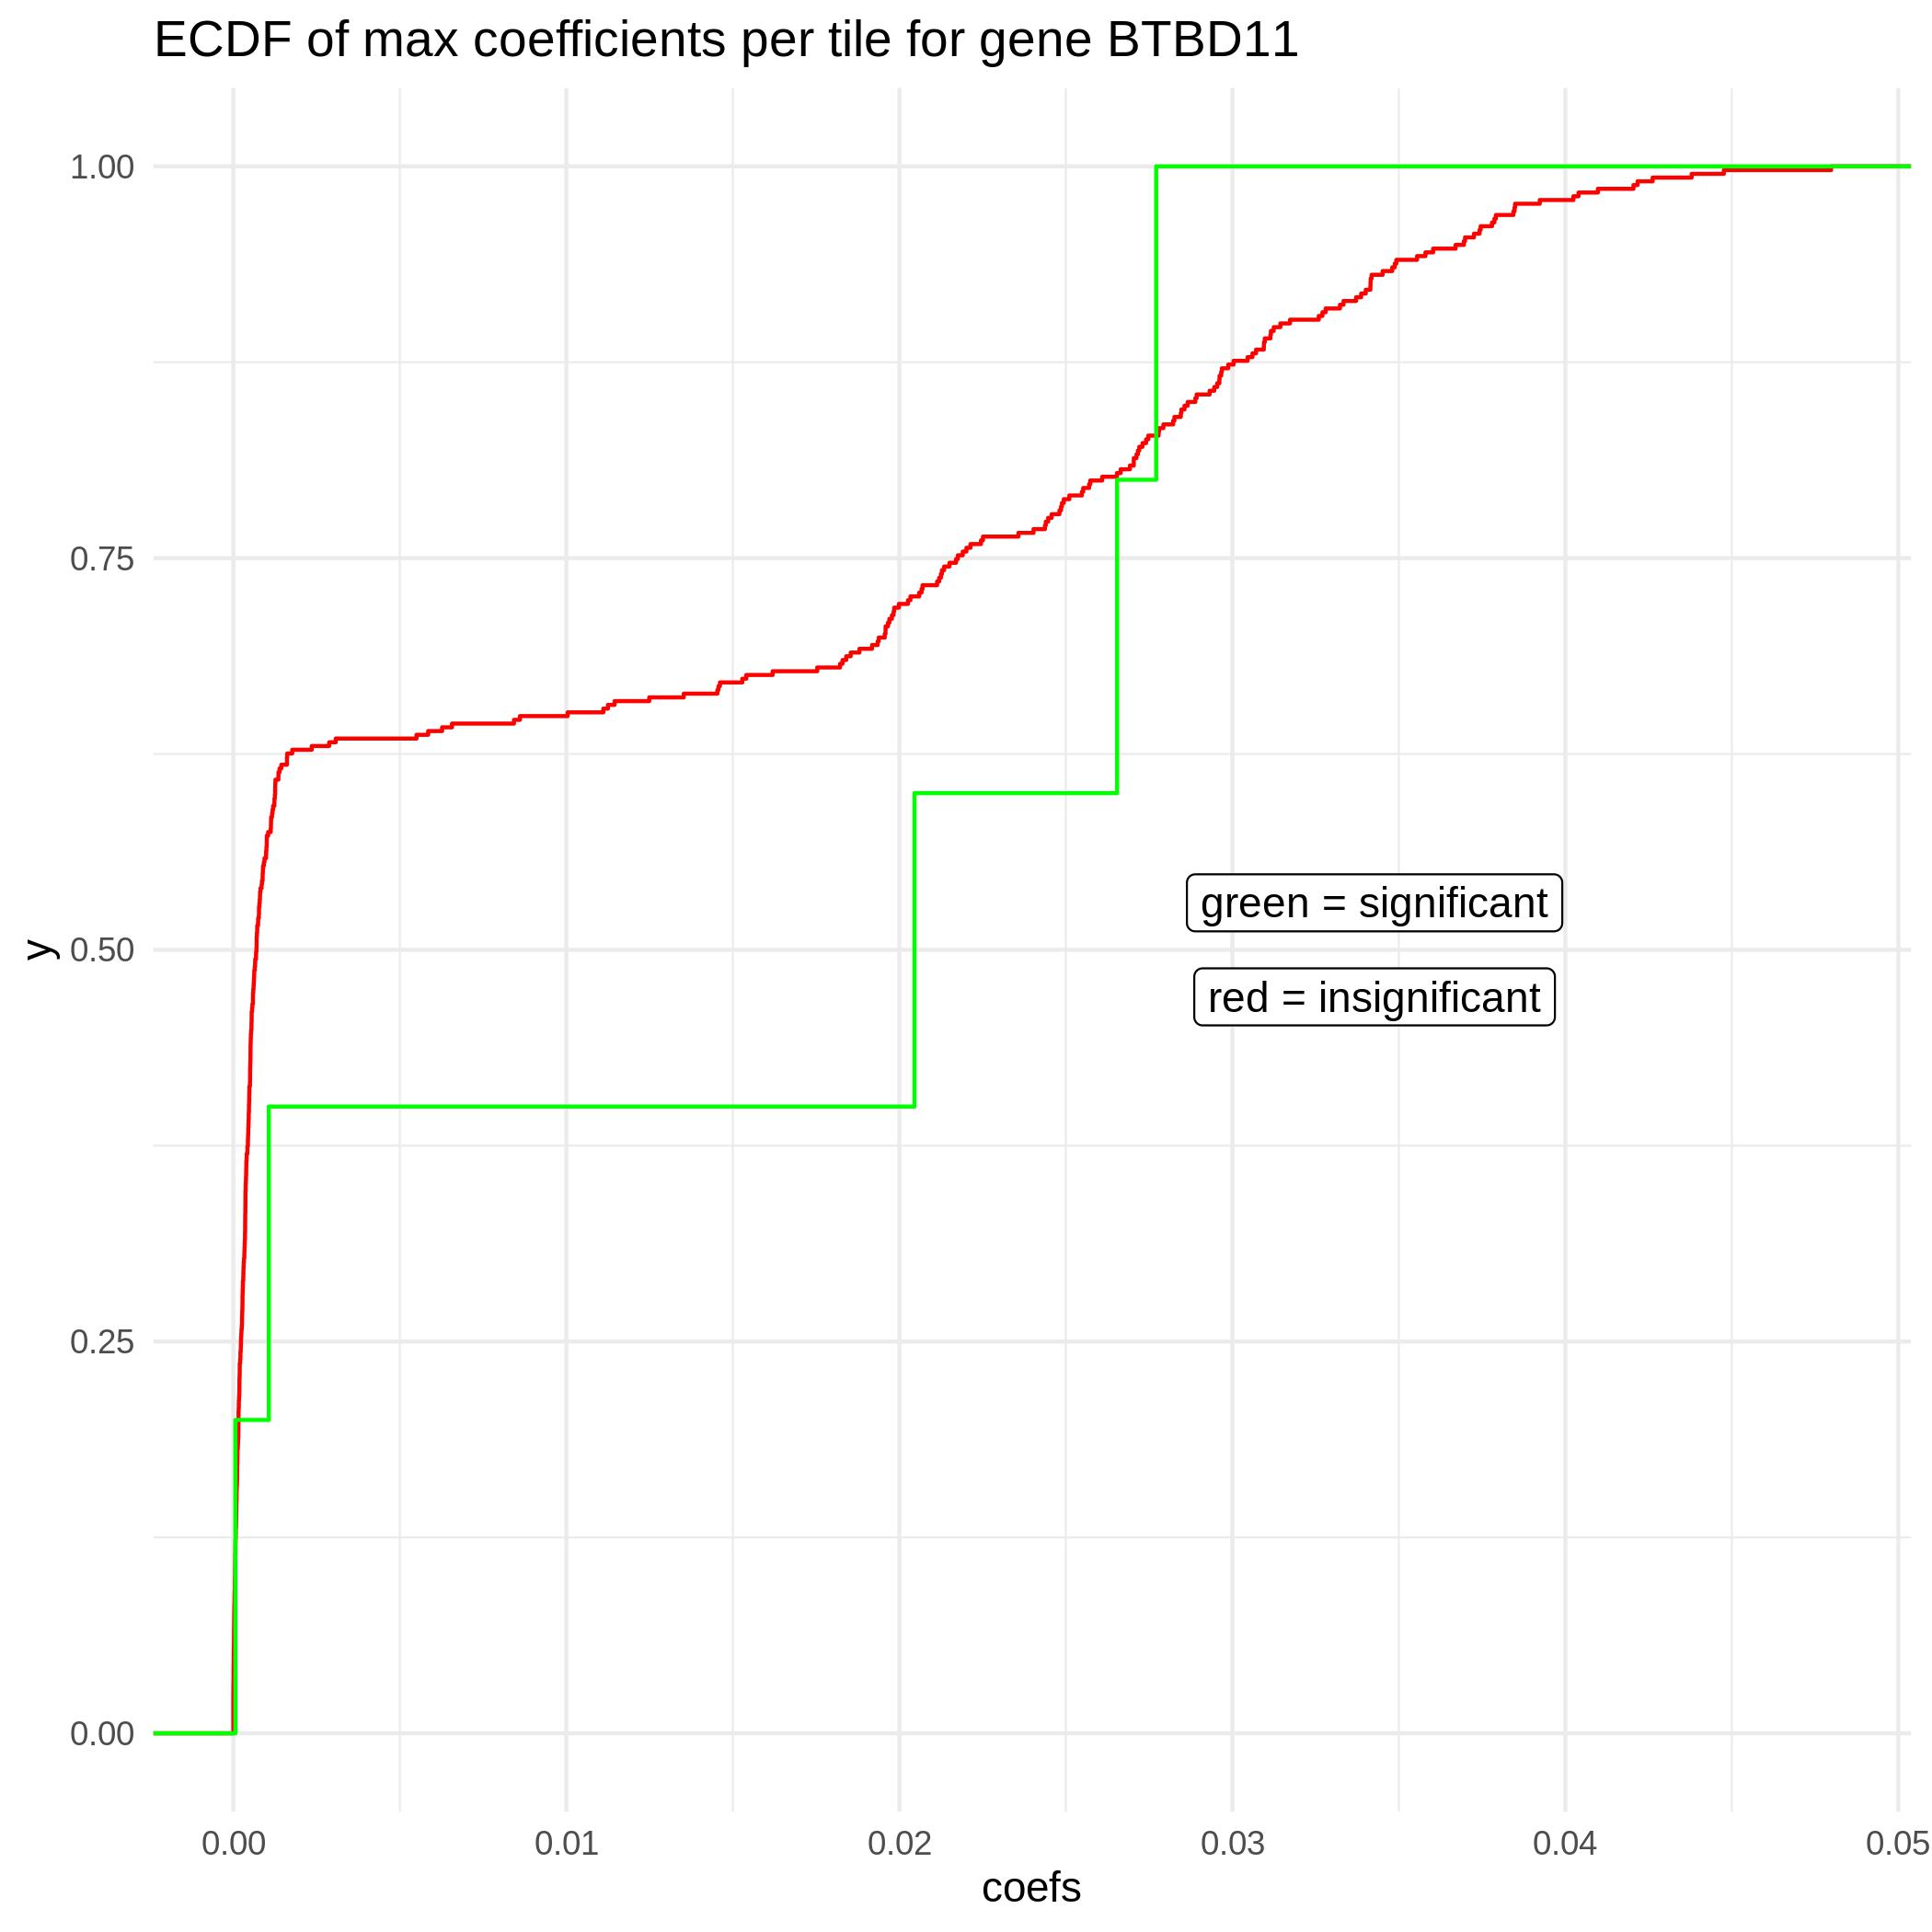 ECDF of max coefficients per tile for gene BTBD11
1.00
0.75
0.50
0.25
0.00
y
green = significant
red = insignificant
0.00 0.01 0.02 0.03 0.04 0.05
coefs